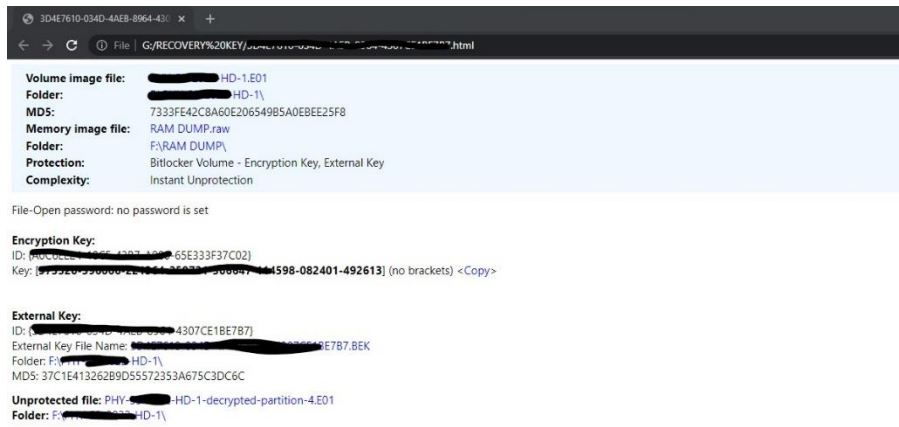 3D4E7610-034D-4AEB-8964-430
File G:/RECOVERY%20KEY/ .html
Volume image file: HD-1.E01
Folder: HD-1\
MD5: 7333FE42C8A60E206549B5A0EBEE25F8
Memory image file: RAM DUMP.raw
Folder: F:\RAM DUMP\
Protection: Bitlocker Volume - Encryption Key, External Key
Complexity: Instant Unprotection
File-Open password: no password is set
Encryption Key:
ID: 65E333F37C02}
Key: 4598-082401-492613] (no brackets) <Copy>
External Key:
ID: 4307CE1BE7B7}
External Key File Name: BE7B7.BEK
Folder: F:\ HD-1\
MD5: 37C1E413262B9D55572353A675C3DC6C
Unprotected file: PHY- -HD-1-decrypted-partition-4.E01
Folder: F:\ HD-1\